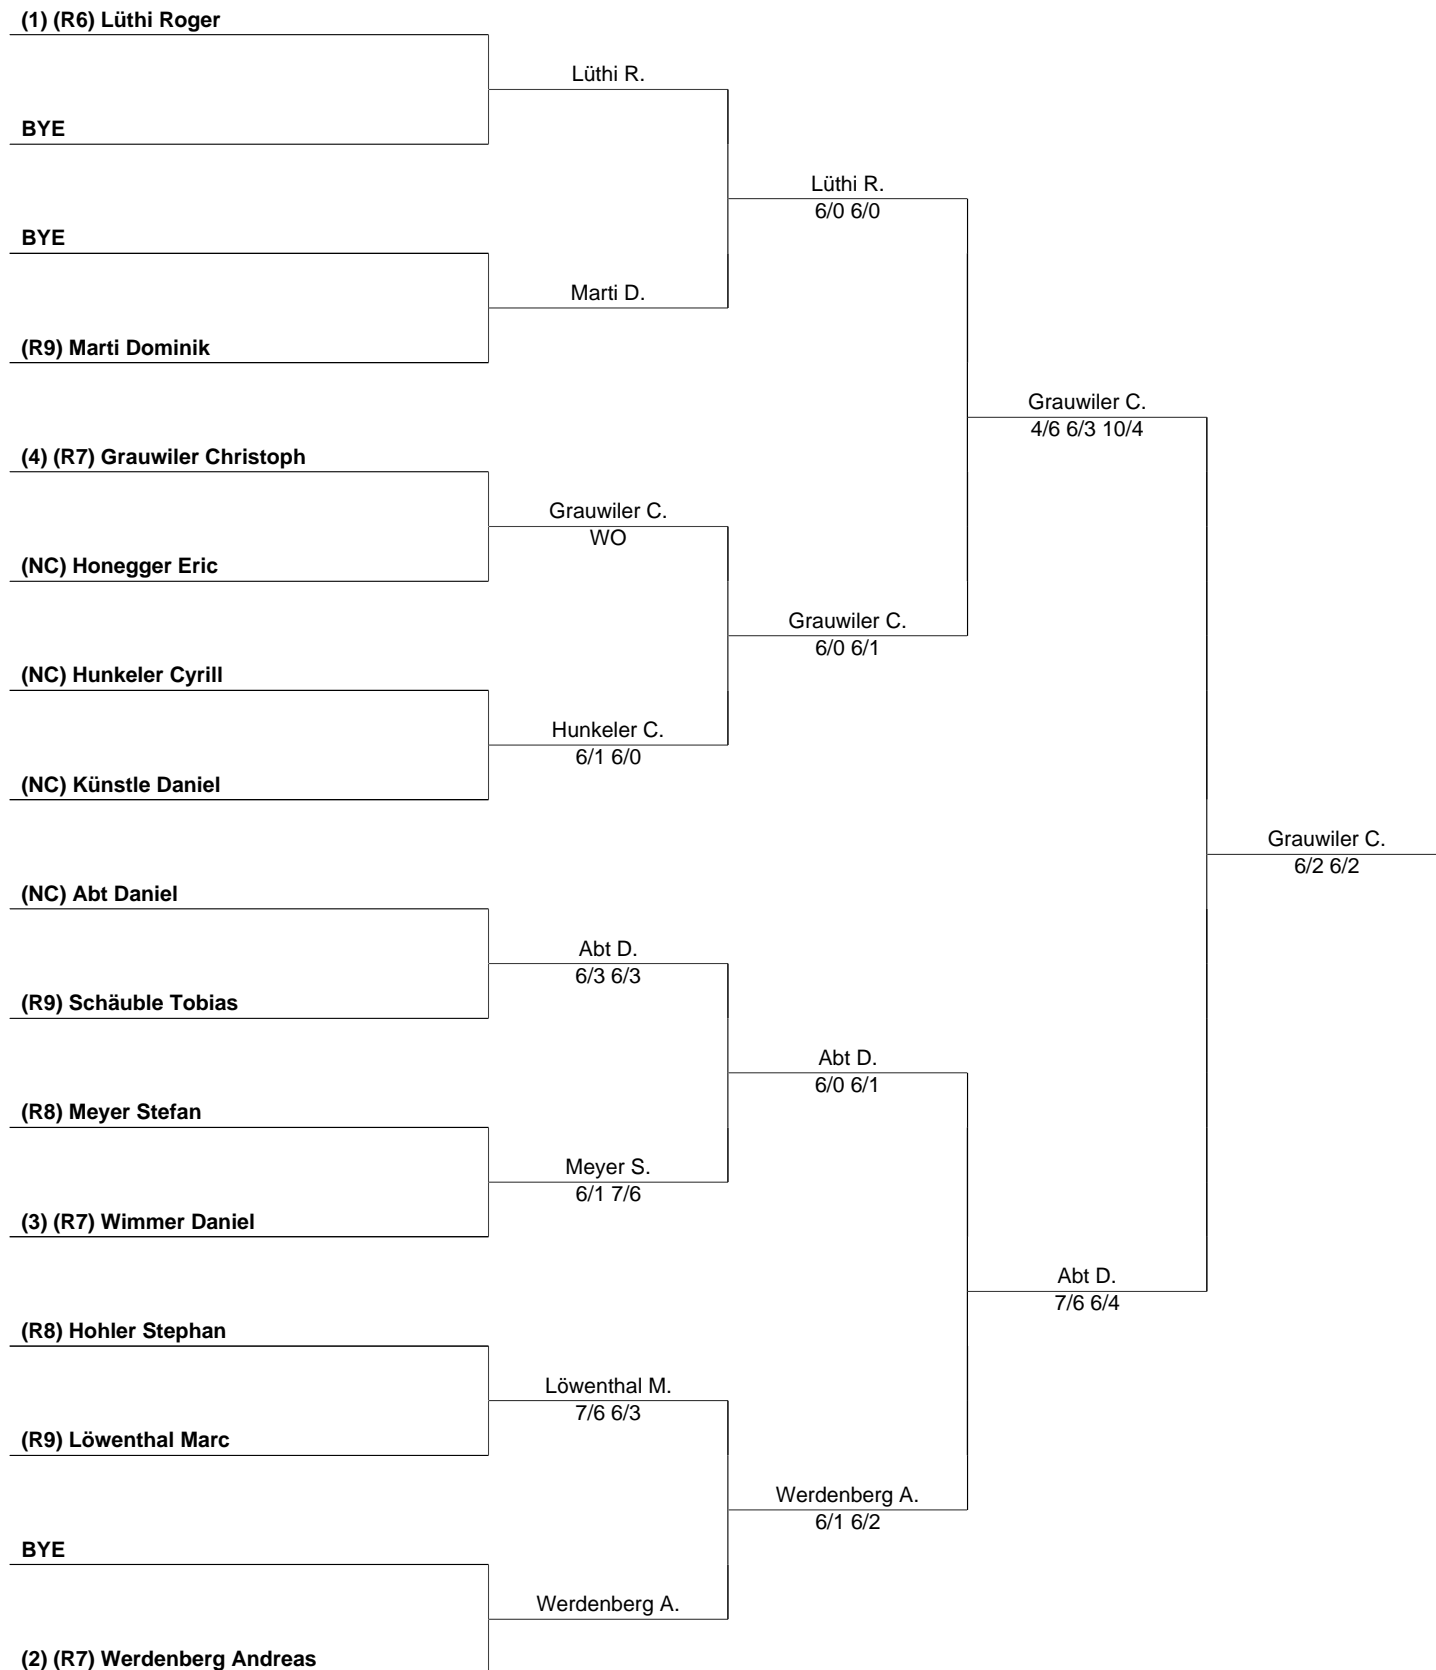 (1) (R6) Lüthi Roger
Lüthi R.
BYE
Lüthi R.
6/0 6/0
BYE
Marti D.
(R9) Marti Dominik
Grauwiler C.
4/6 6/3 10/4
(4) (R7) Grauwiler Christoph
Grauwiler C.
WO
(NC) Honegger Eric
Grauwiler C.
6/0 6/1
(NC) Hunkeler Cyrill
Hunkeler C.
6/1 6/0
(NC) Künstle Daniel
Grauwiler C.
6/2 6/2
(NC) Abt Daniel
Abt D.
6/3 6/3
(R9) Schäuble Tobias
Abt D.
6/0 6/1
(R8) Meyer Stefan
Meyer S.
6/1 7/6
(3) (R7) Wimmer Daniel
Abt D.
7/6 6/4
(R8) Hohler Stephan
Löwenthal M.
7/6 6/3
(R9) Löwenthal Marc
Werdenberg A.
6/1 6/2
BYE
Werdenberg A.
(2) (R7) Werdenberg Andreas